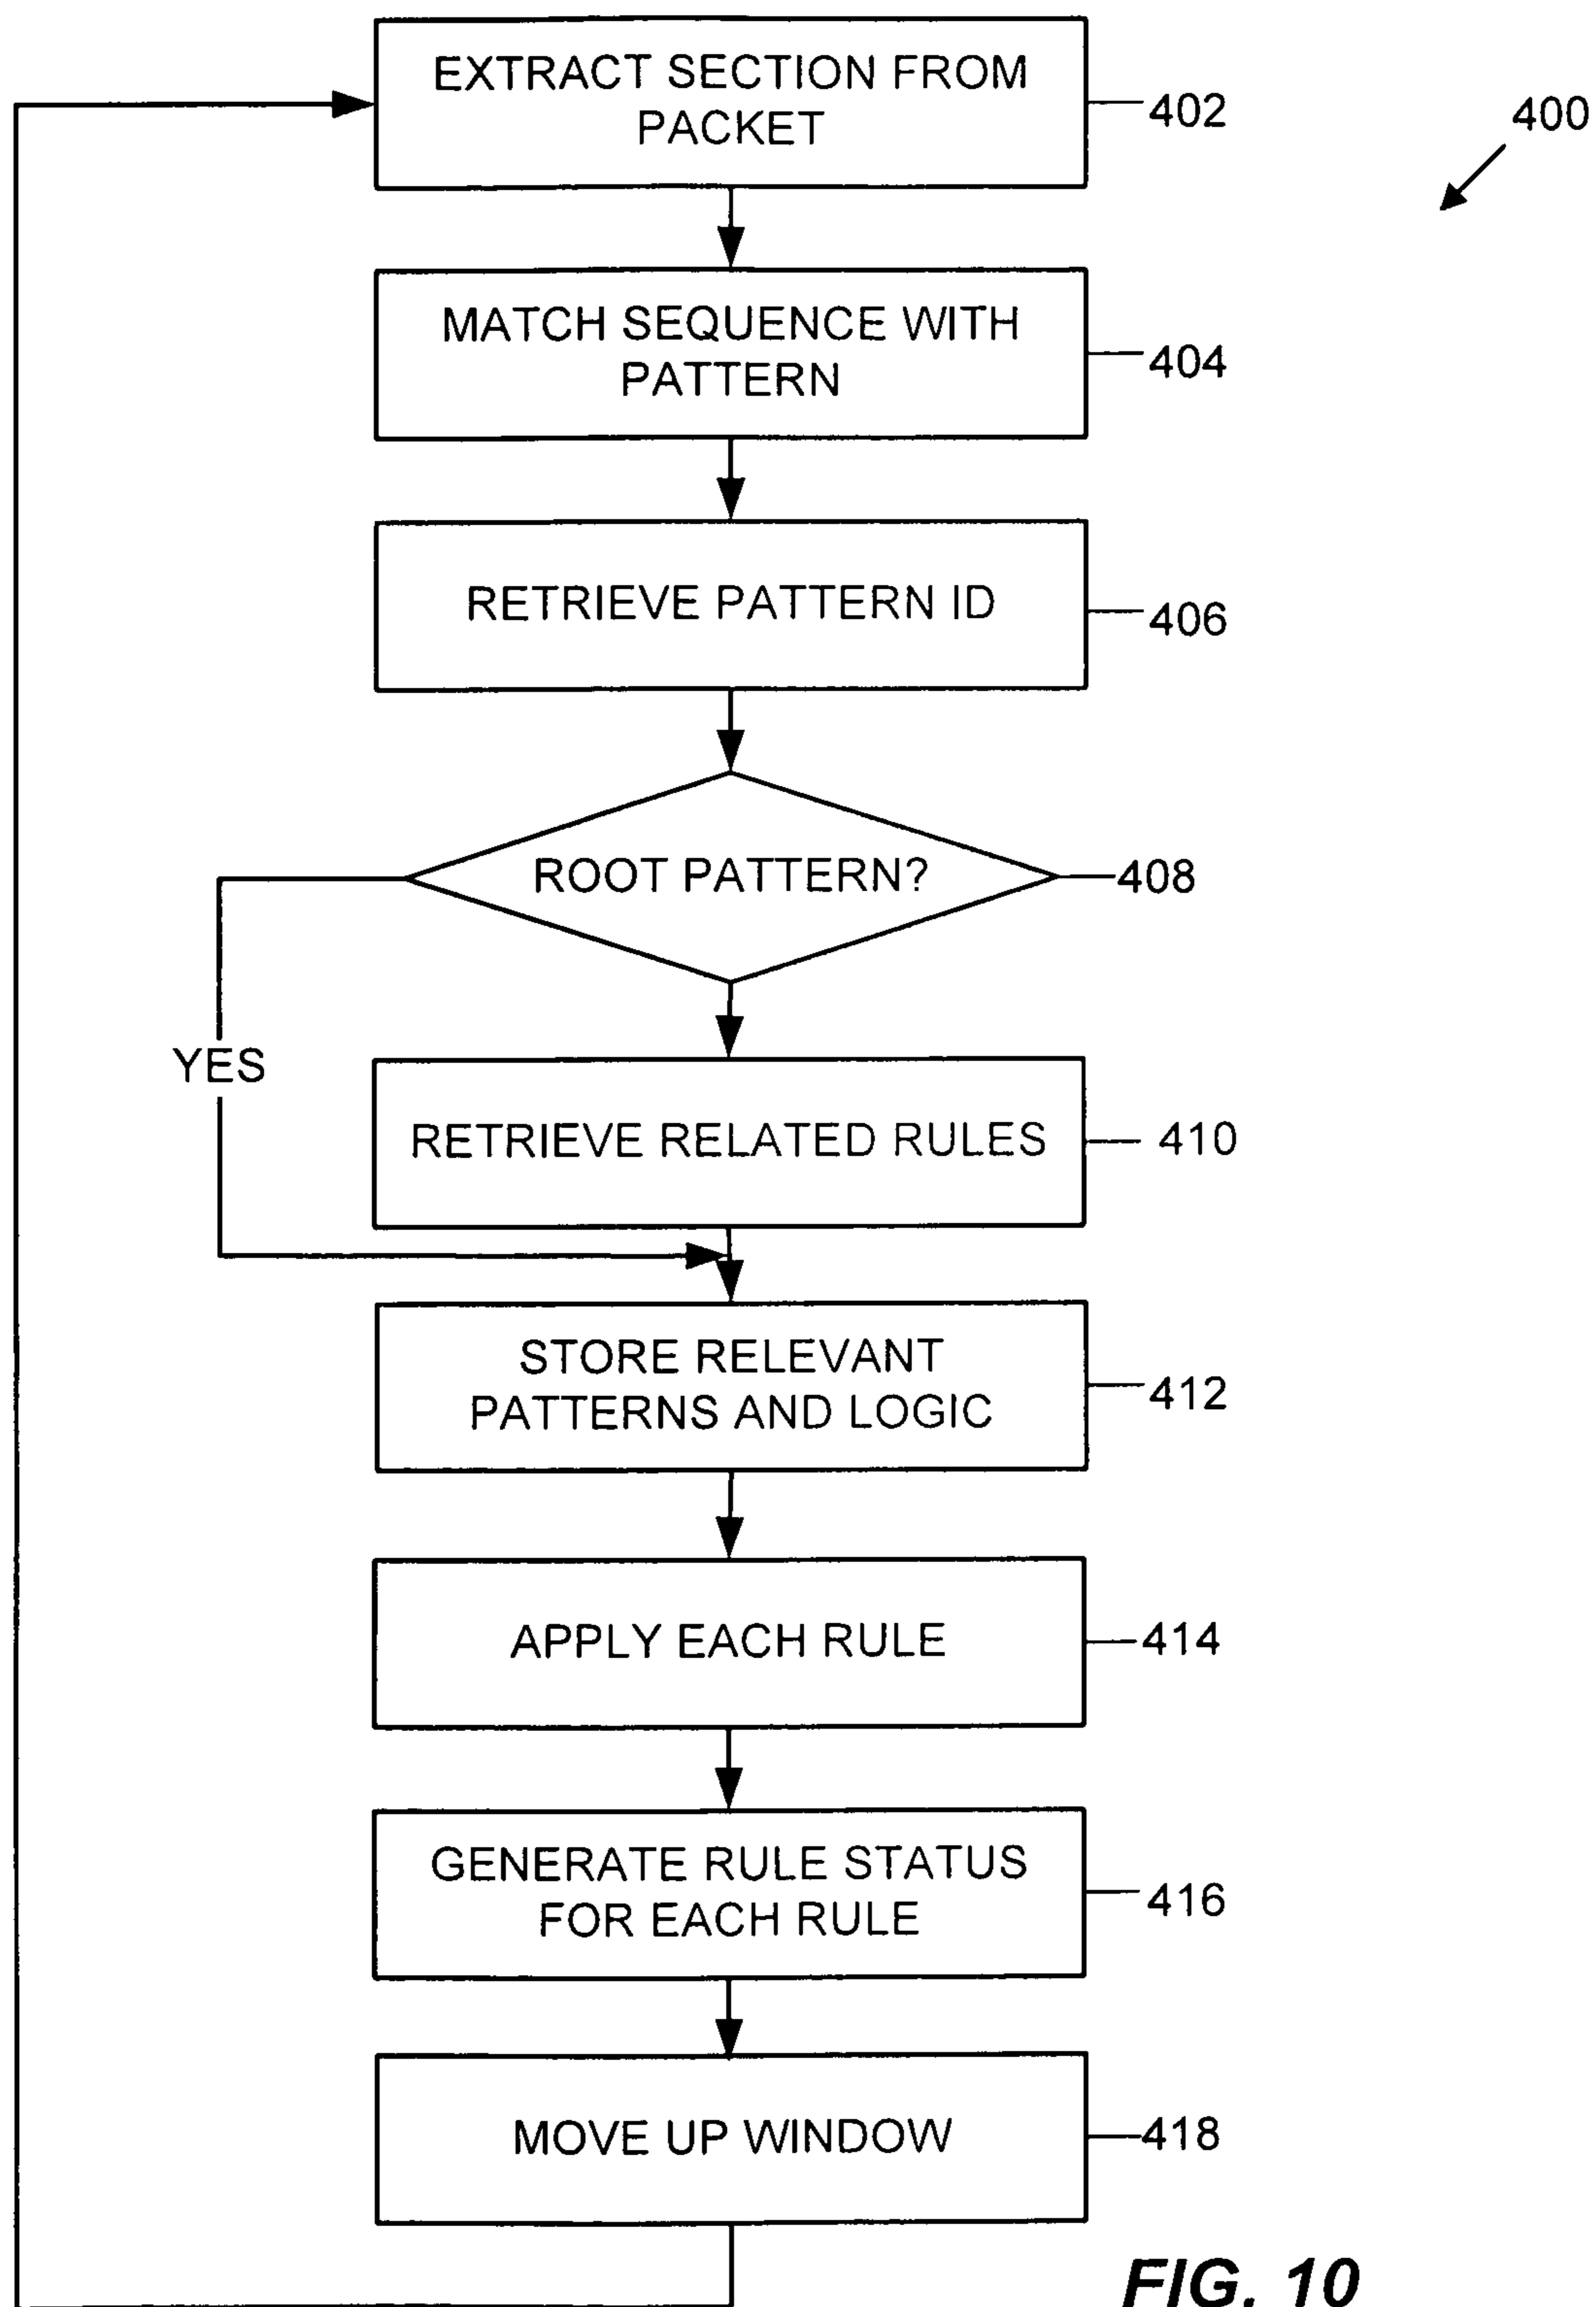 EXTRACT SECTION FROM
PACKET
402
400
MATCH SEQUENCE WITH
PATTERN
404
RETRIEVE PATTERN ID
406
ROOT PATTERN?
408
YES
RETRIEVE RELATED RULES
410
STORE RELEVANT
PATTERNS AND LOGIC
412
APPLY EACH RULE
414
GENERATE RULE STATUS
FOR EACH RULE
416
MOVE UP WINDOW
418
FIG. 10